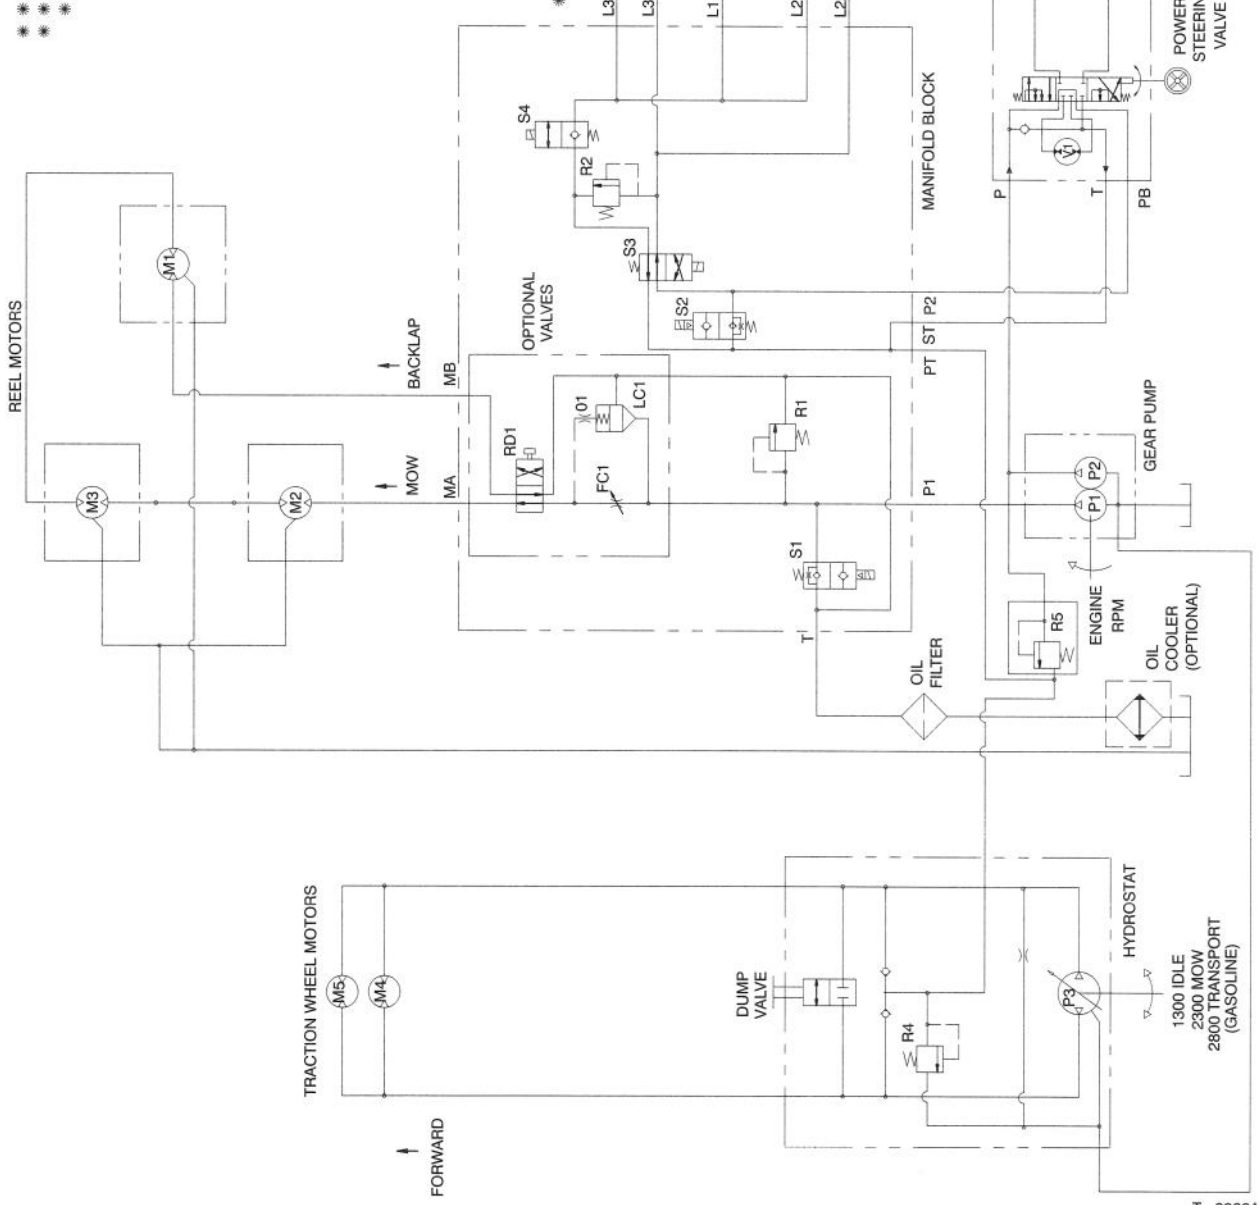 REEL MOTORS
M3
M2
M1
MOW
BACKLAP
MA
MB
OPTIONAL
VALVES
RD1
FC1
01
LC1
S1
R1
S2
S3
R2
S4
L3
L3
L1
L2
L2
MANIFOLD BLOCK
T
P1
PT
ST
P2
P
T
PB
V1
POWER
STEERIN
VALVE
GEAR PUMP
P1
P2
ENGINE
RPM
R5
OIL
FILTER
OIL
COOLER
(OPTIONAL)
TRACTION WHEEL MOTORS
M5
M4
FORWARD
DUMP
VALVE
R4
P3
HYDROSTAT
1300 IDLE
2300 MOW
2800 TRANSPORT
(GASOLINE)